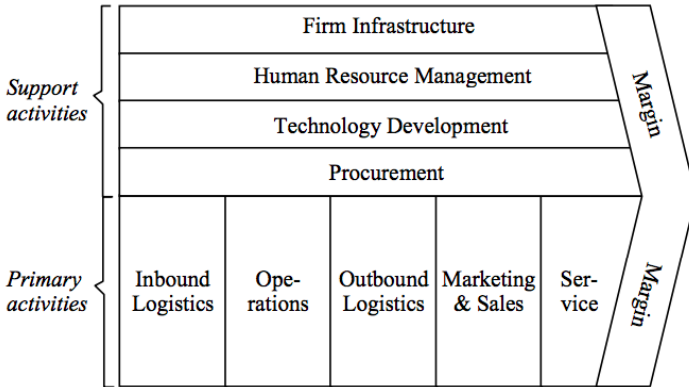 Firm Infrastructure
Human Resource Management
Technology Development
Procurement
Support
activities
Margin
Primary
activities
Inbound
Logistics
Ope-
rations
Outbound
Logistics
Marketing
& Sales
Ser-
vice
Margin